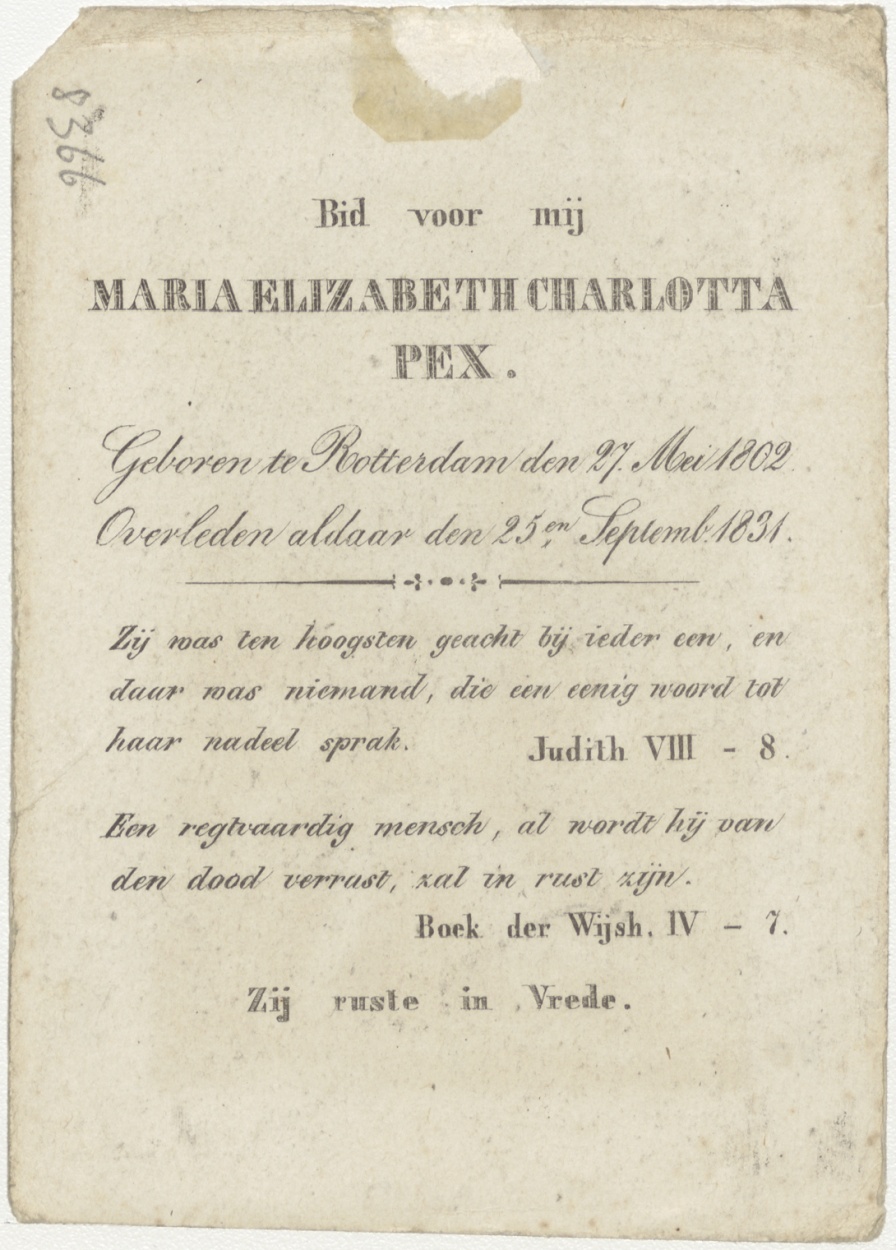 8366
Bid voor mij
MARIA ELIZABETH CHARLOTTA
PEX.
Geboren te Rotterdam den 27. Mei 1802.
Overleden aldaar den 25en Septemb. 1831.
Zij was ten hoogsten geacht bij ieder een, en
daar was niemand, die een eenig woord tot
haar nadeel sprak. Judith VIII - 8.
Een regtvaardig mensch, al wordt hij van
den dood verrast, zal in rust zijn.
Boek der Wijsh. IV - 7.
Zij ruste in Vrede.